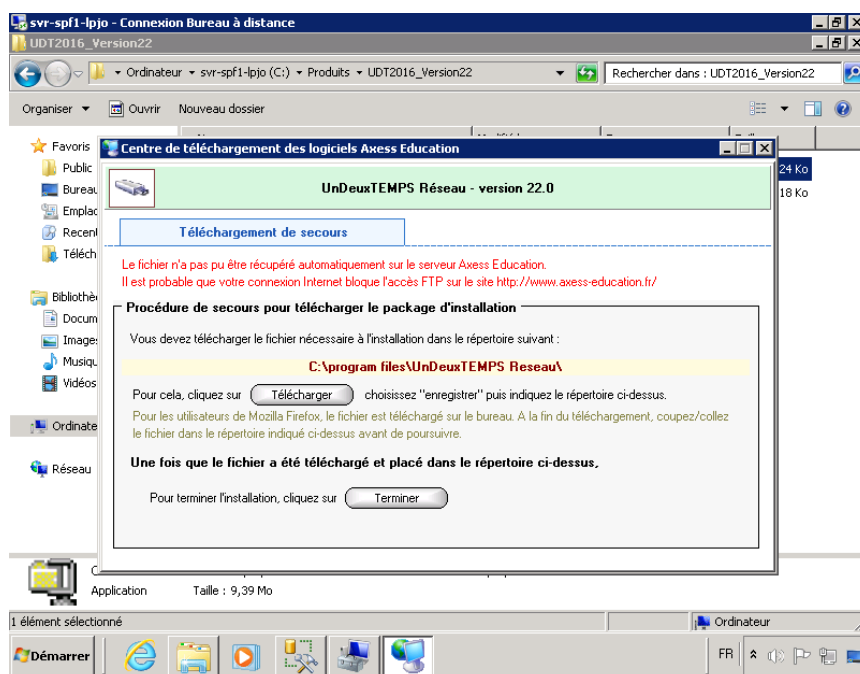 svr-spf1-lpjo - Connexion Bureau à distance
UDT2016_Version22
Ordinateur svr-spf1-lpjo (C:) Produits UDT2016_Version22
Rechercher dans : UDT2016_Version22
Organiser Ouvrir Nouveau dossier
Favoris
Public
Bureau
Emplac
Recent
Téléch
Bibliothè
Docum
Images
Musiqu
Vidéos
Ordinate
Réseau
24 Ko
18 Ko
Centre de téléchargement des logiciels Axess Education
UnDeuxTEMPS Réseau - version 22.0
Téléchargement de secours
Le fichier n'a pas pu être récupéré automatiquement sur le serveur Axess Education.
Il est probable que votre connexion Internet bloque l'accès FTP sur le site http://www.axess-education.fr/
Procédure de secours pour télécharger le package d'installation
Vous devez télécharger le fichier nécessaire à l'installation dans le répertoire suivant :
C:\program files\UnDeuxTEMPS Reseau\
Pour cela, cliquez sur Télécharger choisissez "enregistrer" puis indiquez le répertoire ci-dessus.
Pour les utilisateurs de Mozilla Firefox, le fichier est téléchargé sur le bureau. A la fin du téléchargement, coupez/collez
le fichier dans le répertoire indiqué ci-dessus avant de poursuivre.
Une fois que le fichier a été téléchargé et placé dans le répertoire ci-dessus,
Pour terminer l'installation, cliquez sur Terminer
Application Taille : 9,39 Mo
1 élément sélectionné
Ordinateur
Démarrer
FR